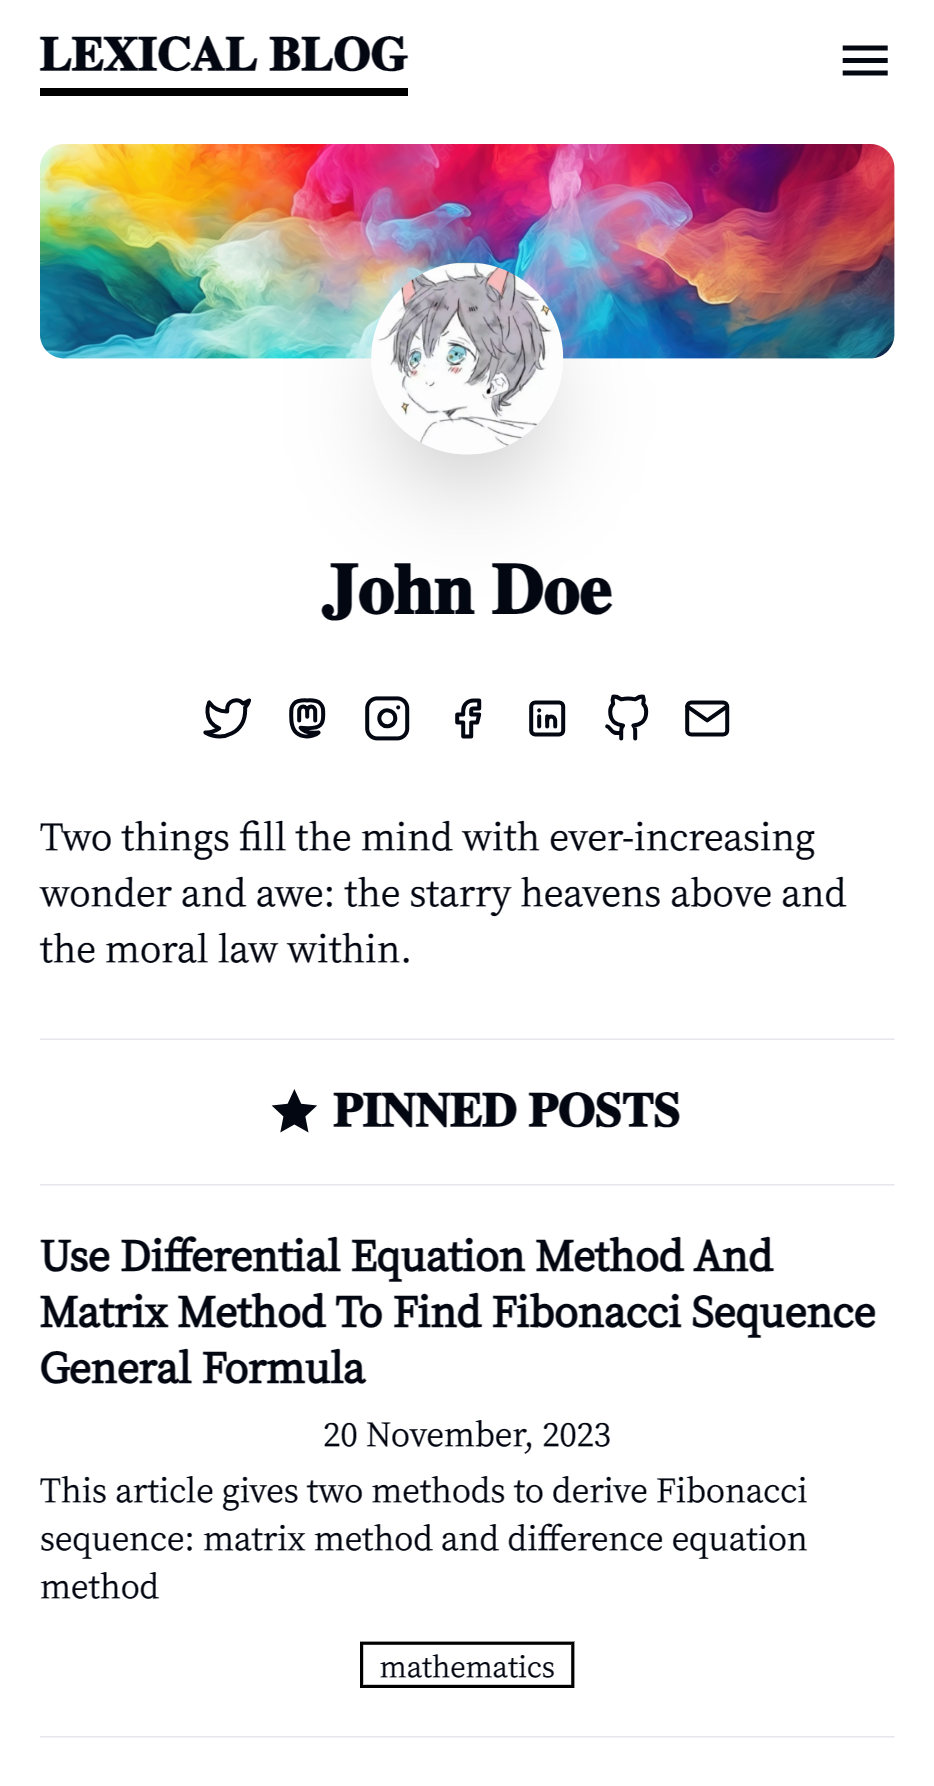 LEXICAL BLOG
John Doe
Two things fill the mind with ever-increasing
wonder and awe: the starry heavens above and
the moral law within.
PINNED POSTS
Use Differential Equation Method And
Matrix Method To Find Fibonacci Sequence
General Formula
20 November, 2023
This article gives two methods to derive Fibonacci
sequence: matrix method and difference equation
method
mathematics